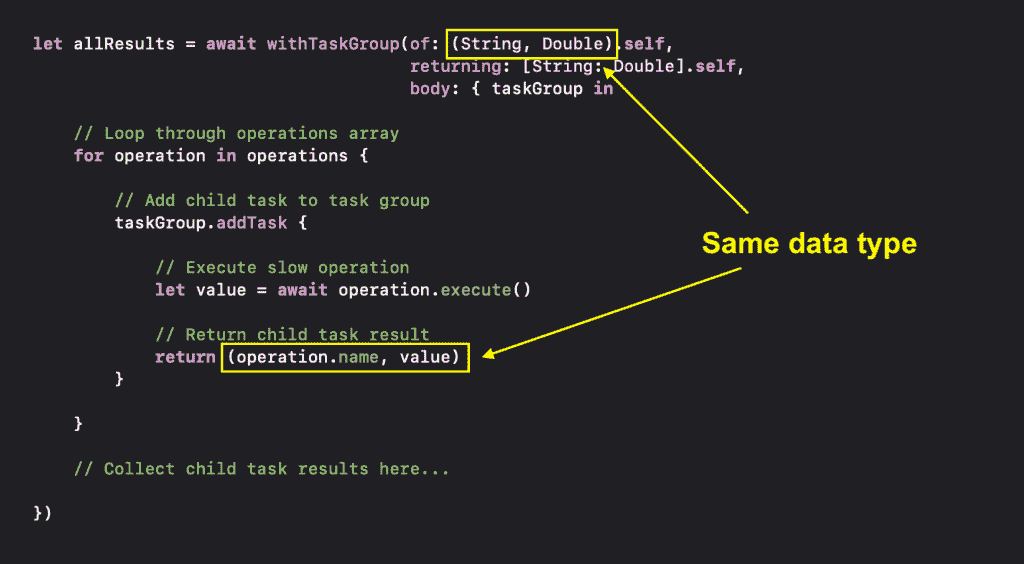 let allResults = await withTaskGroup(of: (String, Double).self,
returning: [String: Double].self,
body: { taskGroup in
// Loop through operations array
for operation in operations {
// Add child task to task group
taskGroup.addTask {
Same data type
// Execute slow operation
let value = await operation.execute()
// Return child task result
return (operation.name, value)
}
}
// Collect child task results here...
})